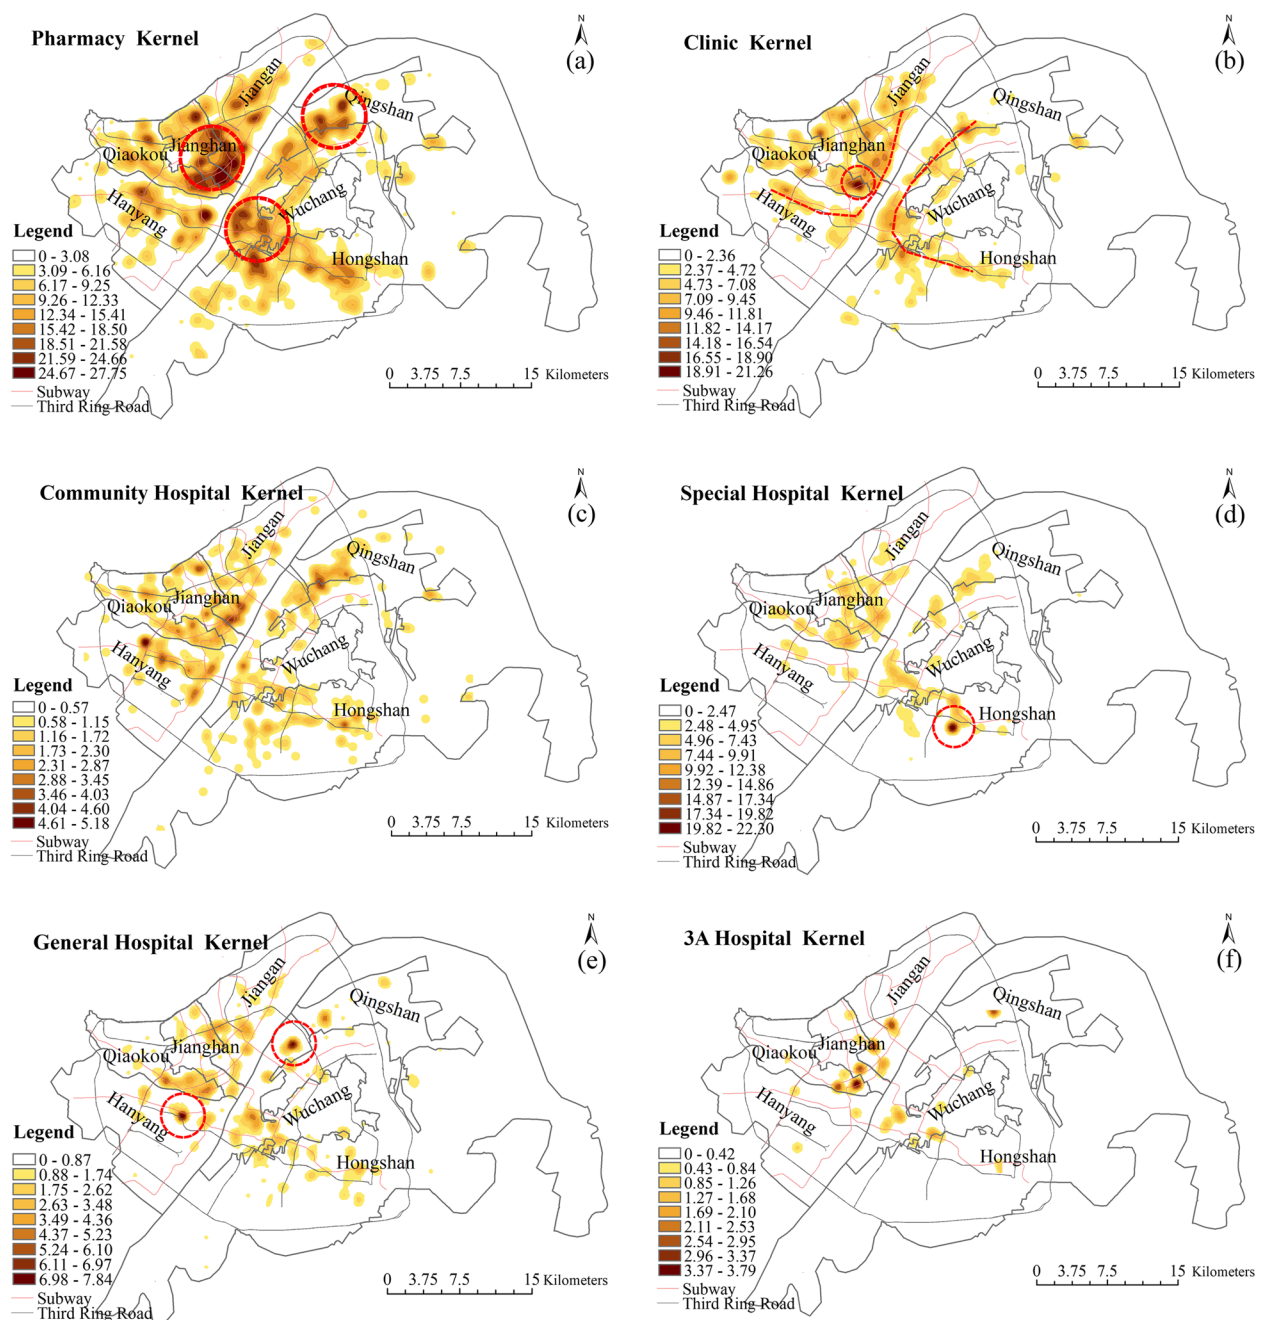 Pharmacy Kernel
N
(a)
Jiangan
Qingshan
Jianghan
Qiaokou
Wuchang
Hanyang
Hongshan
Legend
0 - 3.08
3.09 - 6.16
6.17 - 9.25
9.26 - 12.33
12.34 - 15.41
15.42 - 18.50
18.51 - 21.58
21.59 - 24.66
24.67 - 27.75
Subway
Third Ring Road
0 3.75 7.5 15 Kilometers
Clinic Kernel
N
(b)
Jiangan
Qingshan
Jianghan
Qiaokou
Wuchang
Hanyang
Hongshan
Legend
0 - 2.36
2.37 - 4.72
4.73 - 7.08
7.09 - 9.45
9.46 - 11.81
11.82 - 14.17
14.18 - 16.54
16.55 - 18.90
18.91 - 21.26
Subway
Third Ring Road
0 3.75 7.5 15 Kilometers
Community Hospital Kernel
N
(c)
Jiangan
Qingshan
Jianghan
Qiaokou
Wuchang
Hanyang
Hongshan
Legend
0 - 0.57
0.58 - 1.15
1.16 - 1.72
1.73 - 2.30
2.31 - 2.87
2.88 - 3.45
3.46 - 4.03
4.04 - 4.60
4.61 - 5.18
Subway
Third Ring Road
0 3.75 7.5 15 Kilometers
Special Hospital Kernel
N
(d)
Jiangan
Qingshan
Jianghan
Qiaokou
Wuchang
Hanyang
Hongshan
Legend
0 - 2.47
2.48 - 4.95
4.96 - 7.43
7.44 - 9.91
9.92 - 12.38
12.39 - 14.86
14.87 - 17.34
17.34 - 19.82
19.82 - 22.30
Subway
Third Ring Road
0 3.75 7.5 15 Kilometers
General Hospital Kernel
N
(e)
Jiangan
Qingshan
Jianghan
Qiaokou
Wuchang
Hanyang
Hongshan
Legend
0 - 0.87
0.88 - 1.74
1.75 - 2.62
2.63 - 3.48
3.49 - 4.36
4.37 - 5.23
5.24 - 6.10
6.11 - 6.97
6.98 - 7.84
Subway
Third Ring Road
0 3.75 7.5 15 Kilometers
3A Hospital Kernel
N
(f)
Jiangan
Qingshan
Jianghan
Qiaokou
Wuchang
Hanyang
Hongshan
Legend
0 - 0.42
0.43 - 0.84
0.85 - 1.26
1.27 - 1.68
1.69 - 2.10
2.11 - 2.53
2.54 - 2.95
2.96 - 3.37
3.37 - 3.79
Subway
Third Ring Road
0 3.75 7.5 15 Kilometers